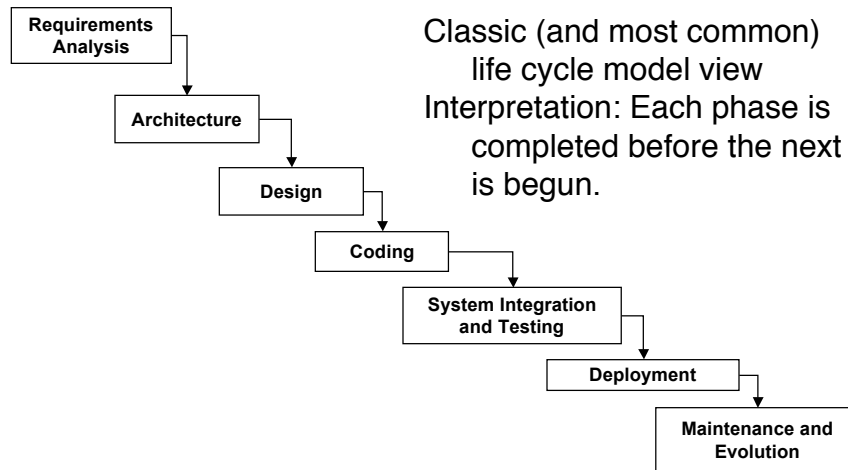 Requirements
Analysis
Classic (and most common)
life cycle model view
Interpretation: Each phase is
completed before the next
is begun.
Architecture
Design
Coding
System Integration
and Testing
Deployment
Maintenance and
Evolution